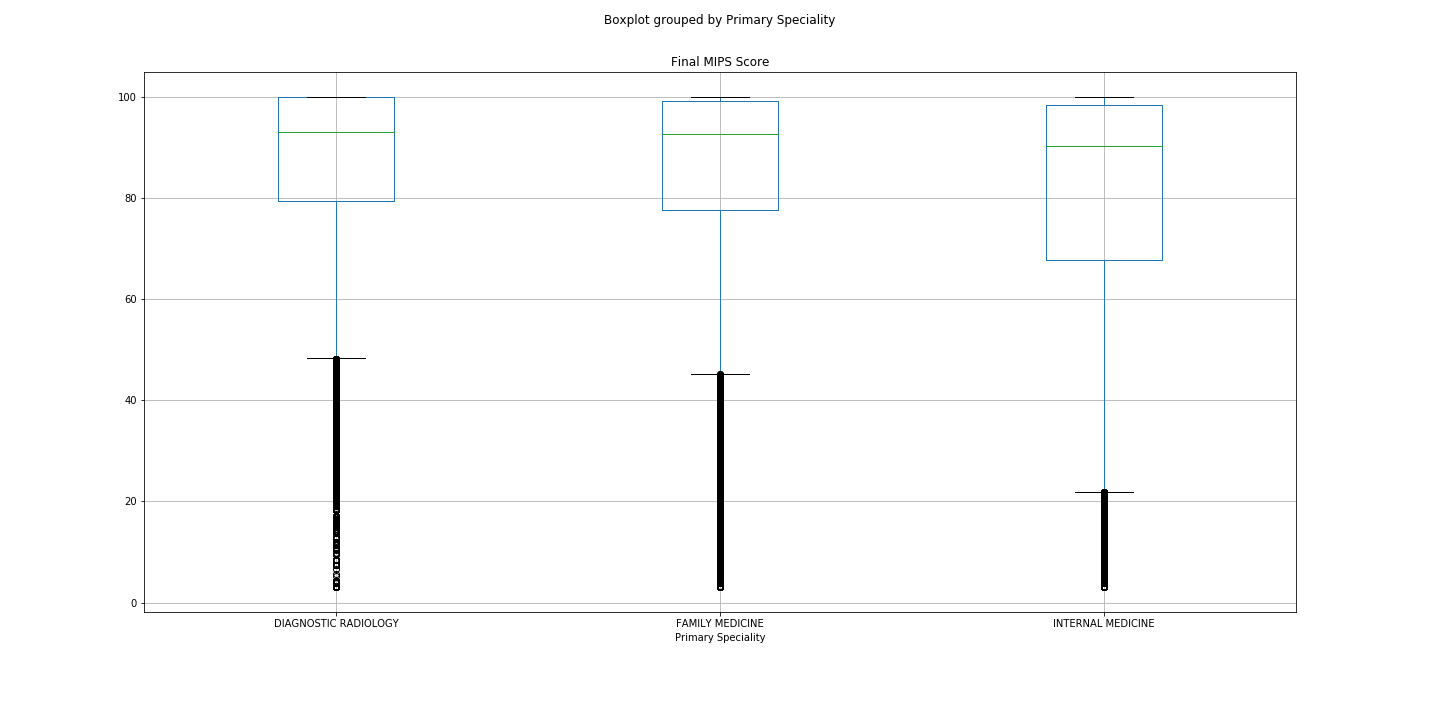 Boxplot grouped by Primary Speciality
Final MIPS Score
100
80
60
40
20
0
DIAGNOSTIC RADIOLOGY
FAMILY MEDICINE
INTERNAL MEDICINE
Primary Speciality